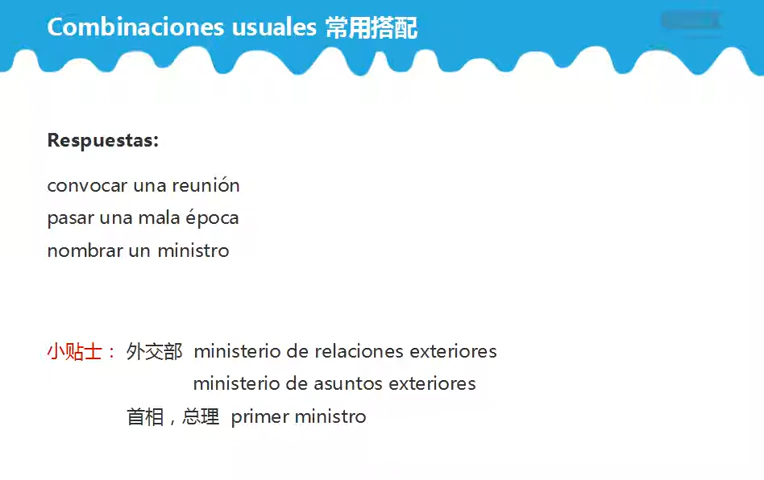 Combinaciones usuales 常用搭配
Respuestas:
convocar una reunión
pasar una mala época
nombrar un ministro
小贴士： 外交部 ministerio de relaciones exteriores
ministerio de asuntos exteriores
首相，总理 primer ministro